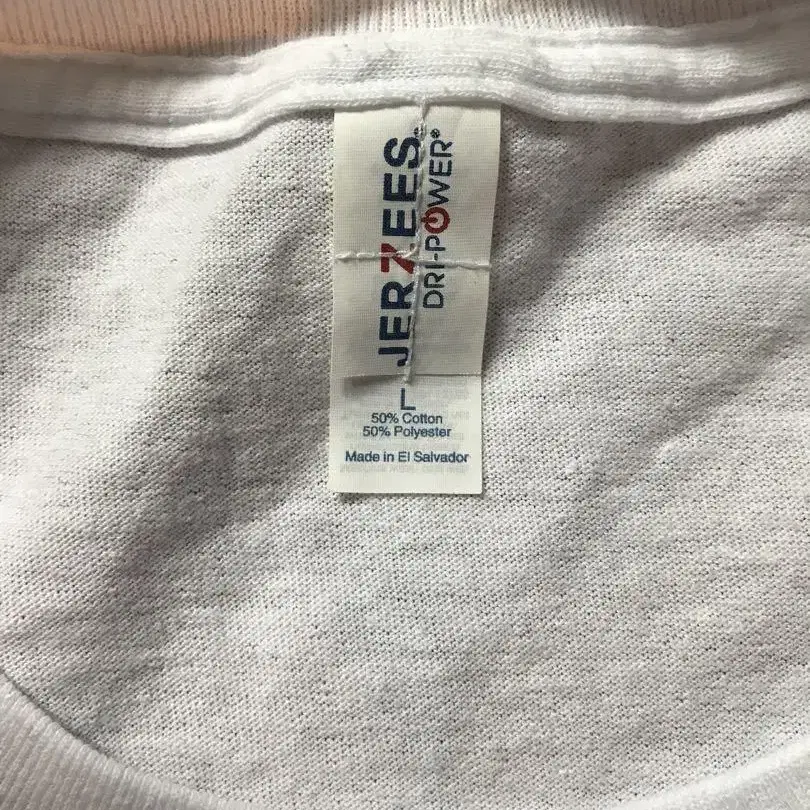 JERZEES®
DRI-POWER®
L
50% Cotton
50% Polyester
Made in El Salvador